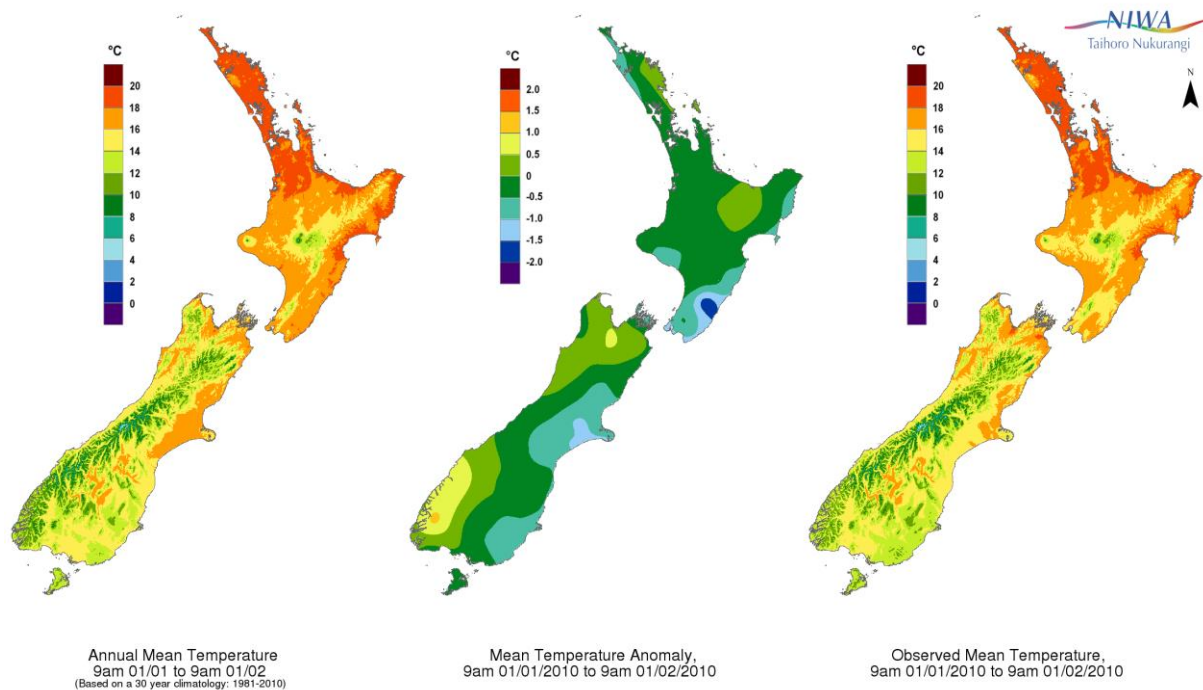 NIWA
Taihoro Nukurangi
N
°C
20
18
16
14
12
10
8
6
4
2
0
°C
2.0
1.5
1.0
0.5
0
-0.5
-1.0
-1.5
-2.0
°C
20
18
16
14
12
10
8
6
4
2
0
Annual Mean Temperature
9am 01/01 to 9am 01/02
(Based on a 30 year climatology: 1981-2010)
Mean Temperature Anomaly,
9am 01/01/2010 to 9am 01/02/2010
Observed Mean Temperature,
9am 01/01/2010 to 9am 01/02/2010